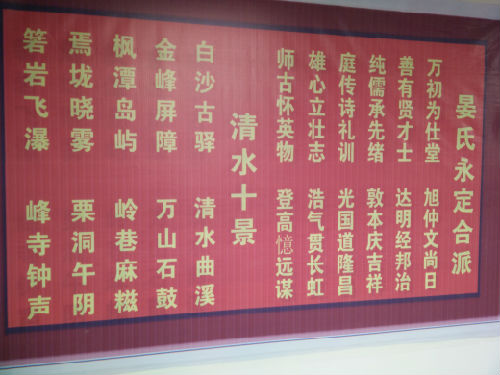 晏氏永定合派
万初为仕堂 旭仲文尚日
善有贤才士 达明经邦治
纯儒承先绪 敦本庆吉祥
庭传诗礼训 光国道隆昌
雄心立壮志 浩气贯长虹
师古怀英物 登高憶远谋
清水十景
白沙古驿 清水曲溪
金峰屏障 万山石鼓
枫潭岛屿 岭巷麻糍
焉垅晓雾 栗洞午阴
箬岩飞瀑 峰寺钟声